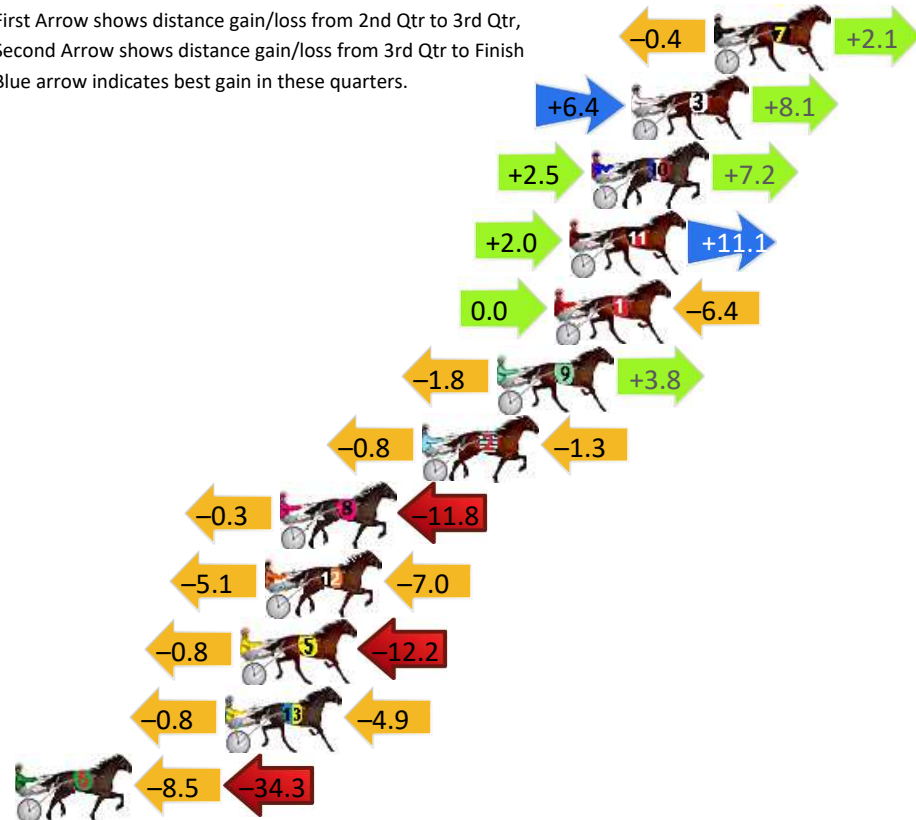 First Arrow shows distance gain/loss from 2nd Qtr to 3rd Qtr,
Second Arrow shows distance gain/loss from 3rd Qtr to Finish
Blue arrow indicates best gain in these quarters.
–0.4 7 +2.1
+6.4 3 +8.1
+2.5 10 +7.2
+2.0 11 +11.1
0.0 1 –6.4
–1.8 9 +3.8
–0.8 2 –1.3
–0.3 8 –11.8
–5.1 12 –7.0
–0.8 5 –12.2
–0.8 13 –4.9
–8.5 –34.3